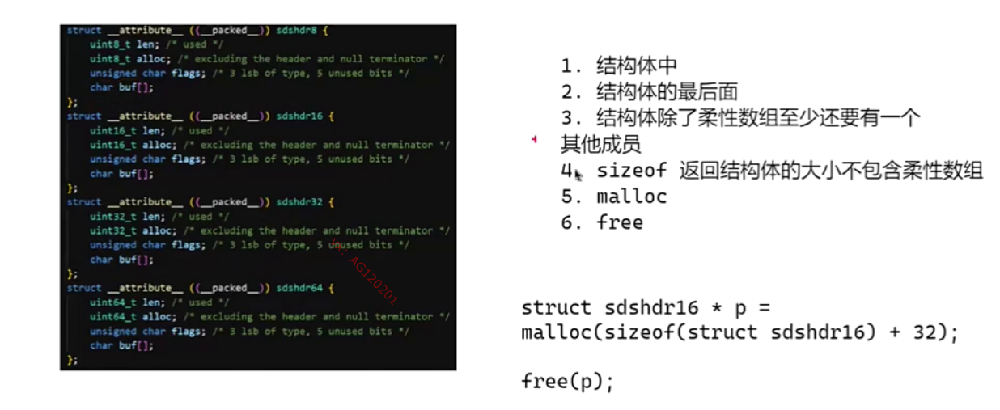 struct __attribute__ ((__packed__)) sdshdr8 {
uint8_t len; /* used */
uint8_t alloc; /* excluding the header and null terminator */
unsigned char flags; /* 3 lsb of type, 5 unused bits */
char buf[];
};
struct __attribute__ ((__packed__)) sdshdr16 {
uint16_t len; /* used */
uint16_t alloc; /* excluding the header and null terminator */
unsigned char flags; /* 3 lsb of type, 5 unused bits */
char buf[];
};
struct __attribute__ ((__packed__)) sdshdr32 {
uint32_t len; /* used */
uint32_t alloc; /* excluding the header and null terminator */
unsigned char flags; /* 3 lsb of type, 5 unused bits */
char buf[];
};
struct __attribute__ ((__packed__)) sdshdr64 {
uint64_t len; /* used */
uint64_t alloc; /* excluding the header and null terminator */
unsigned char flags; /* 3 lsb of type, 5 unused bits */
char buf[];
};
AG120201
1. 结构体中
2. 结构体的最后面
3. 结构体除了柔性数组至少还要有一个
其他成员
4. sizeof 返回结构体的大小不包含柔性数组
5. malloc
6. free
struct sdshdr16 * p =
malloc(sizeof(struct sdshdr16) + 32);
free(p);